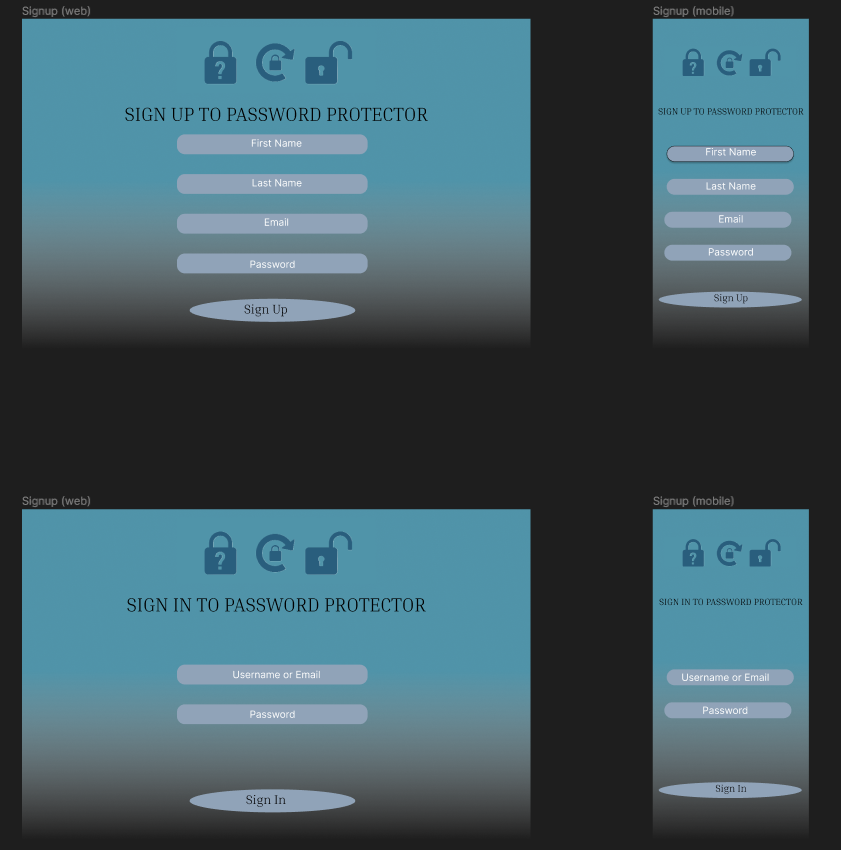 Signup (web)
SIGN UP TO PASSWORD PROTECTOR
First Name
Last Name
Email
Password
Sign Up
Signup (mobile)
SIGN UP TO PASSWORD PROTECTOR
First Name
Last Name
Email
Password
Sign Up
Signup (web)
SIGN IN TO PASSWORD PROTECTOR
Username or Email
Password
Sign In
Signup (mobile)
SIGN IN TO PASSWORD PROTECTOR
Username or Email
Password
Sign In